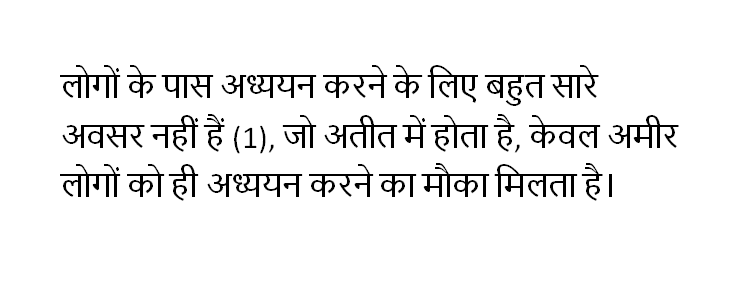 लोगों के पास अध्ययन करने के लिए बहुत सारे
अवसर नहीं हैं (1), जो अतीत में होता है, केवल अमीर
लोगों को ही अध्ययन करने का मौका मिलता है।